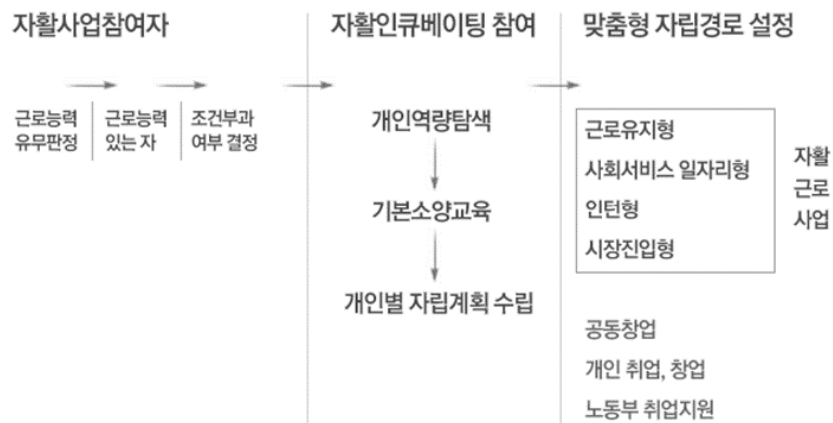 자활사업참여자
근로능력
유무판정
근로능력
있는 자
조건부과
여부 결정
자활인큐베이팅 참여
개인역량탐색
기본소양교육
개인별 자립계획 수립
맞춤형 자립경로 설정
근로유지형
사회서비스 일자리형
인턴형
시장진입형
자활
근로
사업
공동창업
개인 취업, 창업
노동부 취업지원